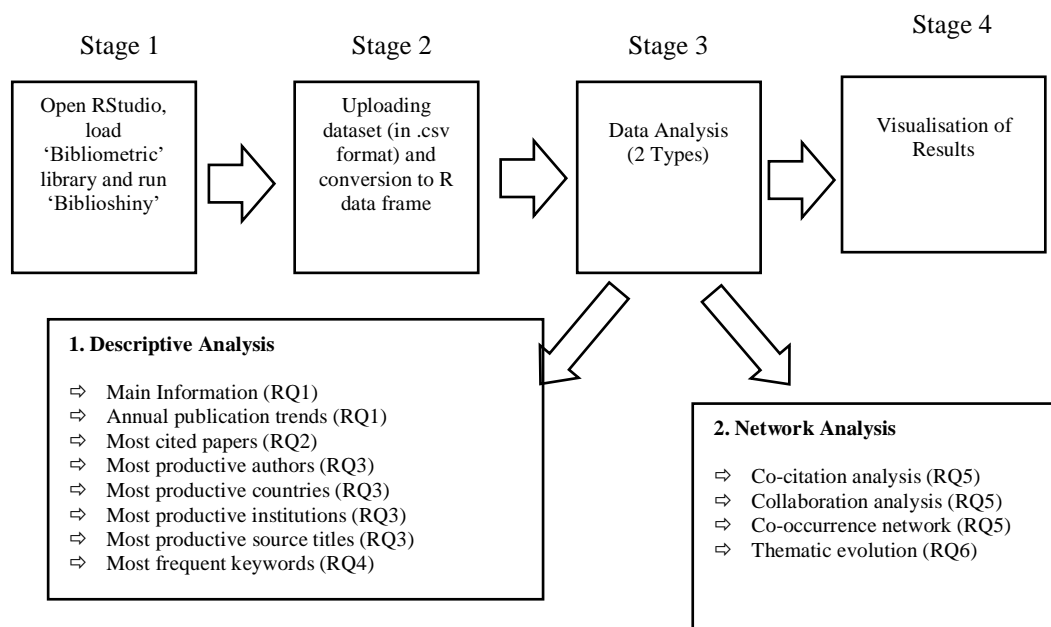 Stage 1
Stage 2
Stage 3
Stage 4
Open RStudio,
load
‘Bibliometric’
library and run
‘Biblioshiny’
Uploading
dataset (in .csv
format) and
conversion to R
data frame
Data Analysis
(2 Types)
Visualisation of
Results
1. Descriptive Analysis
⇨ Main Information (RQ1)
⇨ Annual publication trends (RQ1)
⇨ Most cited papers (RQ2)
⇨ Most productive authors (RQ3)
⇨ Most productive countries (RQ3)
⇨ Most productive institutions (RQ3)
⇨ Most productive source titles (RQ3)
⇨ Most frequent keywords (RQ4)
2. Network Analysis
⇨ Co-citation analysis (RQ5)
⇨ Collaboration analysis (RQ5)
⇨ Co-occurrence network (RQ5)
⇨ Thematic evolution (RQ6)